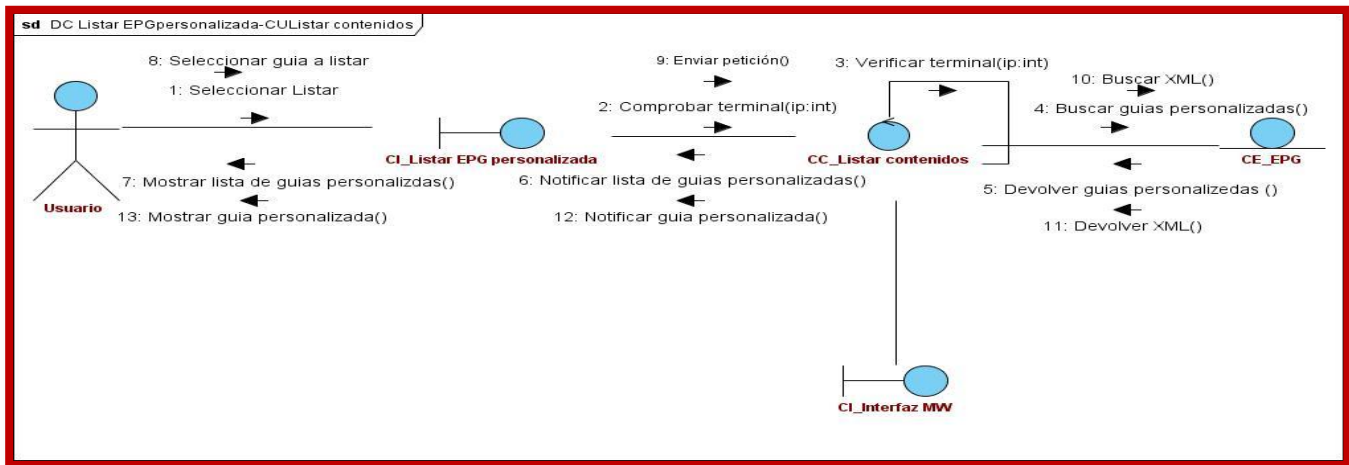 sd DC Listar EPGpersonalizada-CUListar contenidos
8: Seleccionar guia a listar
1: Seleccionar Listar
9: Enviar petición()
2: Comprobar terminal(ip:int)
3: Verificar terminal(ip:int)
10: Buscar XML()
4: Buscar guias personalizadas()
CI_Listar EPG personalizada
CC_Listar contenidos
CE_EPG
7: Mostrar lista de guias personalizdas()
6: Notificar lista de guias personalizadas()
5: Devolver guias personalizedas ()
Usuario
13: Mostrar guia personalizada()
12: Notificar guia personalizada()
11: Devolver XML()
CI_Interfaz MW